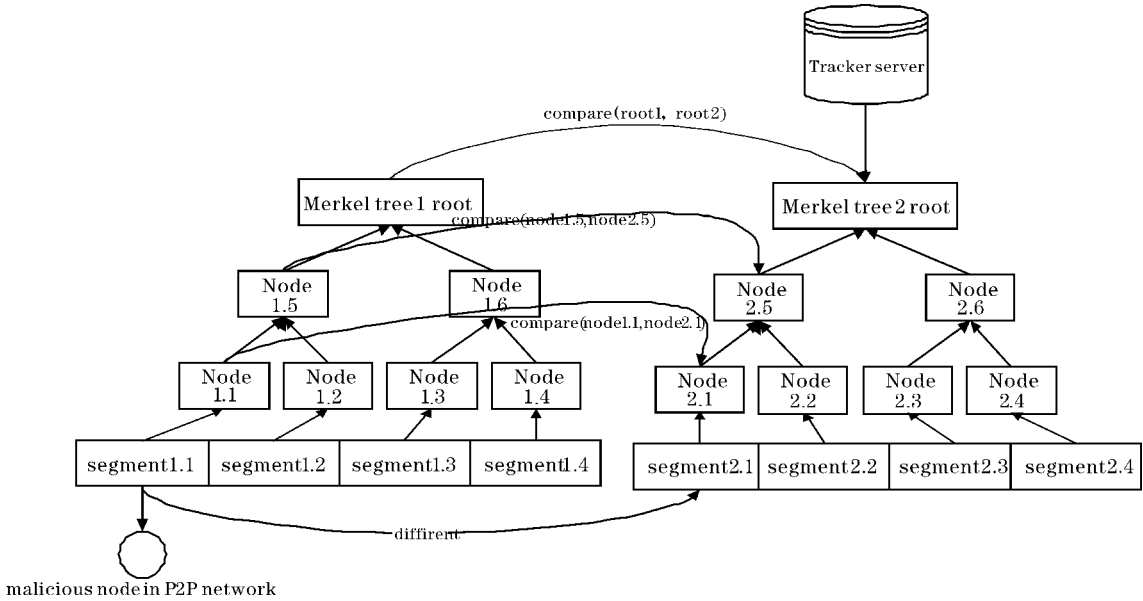 Tracker server
compare(root1, root2)
Merkel tree 1 root
Merkel tree 2 root
compare(node1.5,node2.5)
Node
1.5
Node
1.6
Node
2.5
Node
2.6
compare(node1.1,node2.1)
Node
1.1
Node
1.2
Node
1.3
Node
1.4
Node
2.1
Node
2.2
Node
2.3
Node
2.4
segment1.1
segment1.2
segment1.3
segment1.4
segment2.1
segment2.2
segment2.3
segment2.4
diffirent
malicious node in P2P network